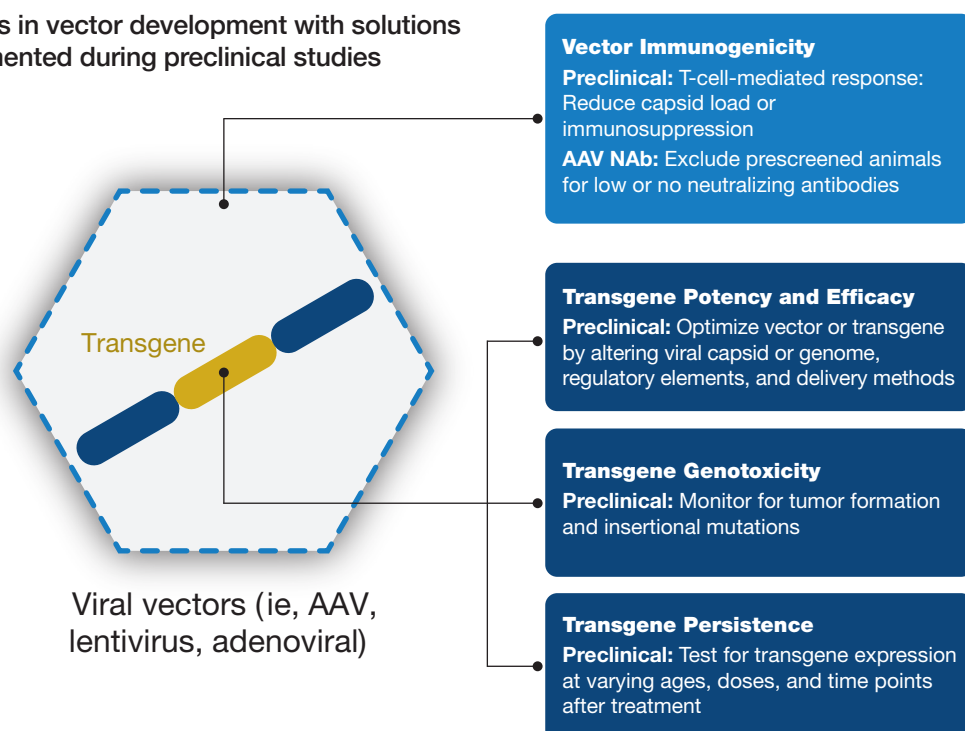 s in vector development with solutions
ented during preclinical studies
Vector Immunogenicity
Preclinical: T-cell-mediated response:
Reduce capsid load or
immunosuppression
AAV NAb: Exclude prescreened animals
for low or no neutralizing antibodies
Transgene
Transgene Potency and Efficacy
Preclinical: Optimize vector or transgene
by altering viral capsid or genome,
regulatory elements, and delivery methods
Transgene Genotoxicity
Preclinical: Monitor for tumor formation
and insertional mutations
Transgene Persistence
Preclinical: Test for transgene expression
at varying ages, doses, and time points
after treatment
Viral vectors (ie, AAV,
lentivirus, adenoviral)